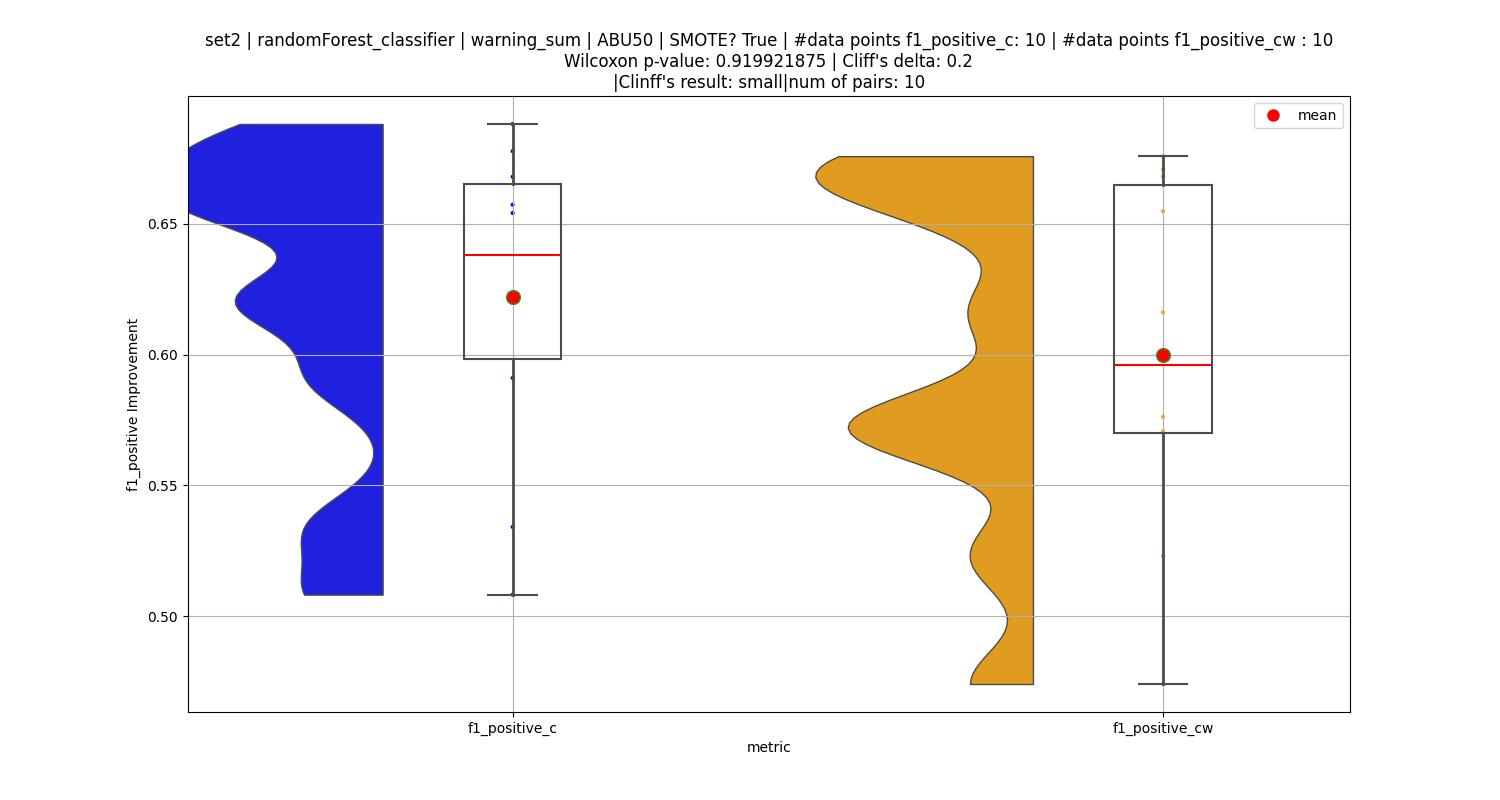 set2 | randomForest_classifier | warning_sum | ABU50 | SMOTE? True | #data points f1_positive_c: 10 | #data points f1_positive_cw : 10
Wilcoxon p-value: 0.919921875 | Cliff's delta: 0.2
|Clinff's result: small|num of pairs: 10
mean
f1_positive Improvement
0.65
0.60
0.55
0.50
f1_positive_c
f1_positive_cw
metric